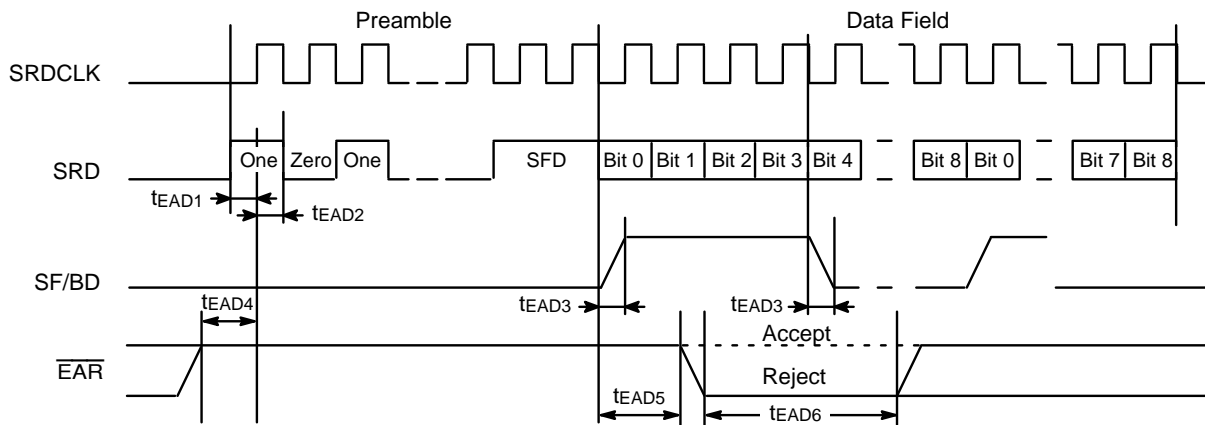 Preamble Data Field
SRDCLK
SRD One Zero One SFD Bit 0 Bit 1 Bit 2 Bit 3 Bit 4 Bit 8 Bit 0 Bit 7 Bit 8
tEAD1
tEAD2
SF/BD
tEAD4 tEAD3 tEAD3
Accept
EAR
Reject
tEAD5
tEAD6